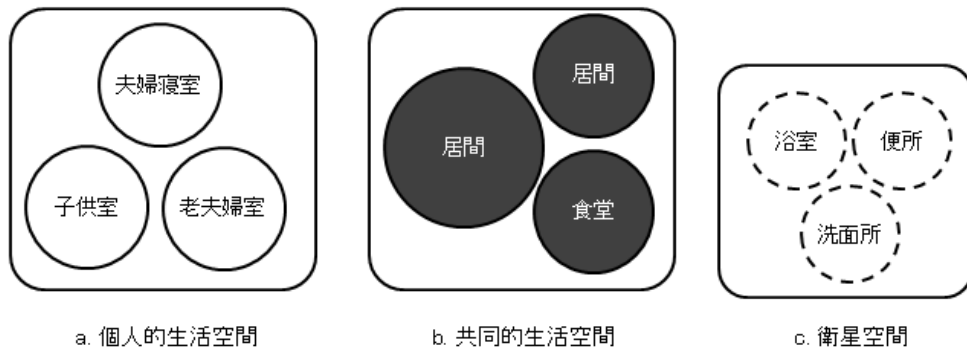 夫婦寝室
子供室
老夫婦室
a. 個人的生活空間
居間
居間
食堂
b. 共同的生活空間
浴室
便所
洗面所
c. 衛星空間